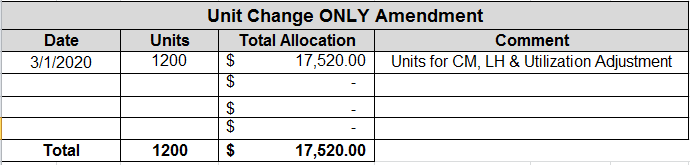 Unit Change ONLY Amendment
Date Units Total Allocation Comment
3/1/2020 1200 $ 17,520.00 Units for CM, LH & Utilization Adjustment
$ -
$ -
$ -
Total 1200 $ 17,520.00